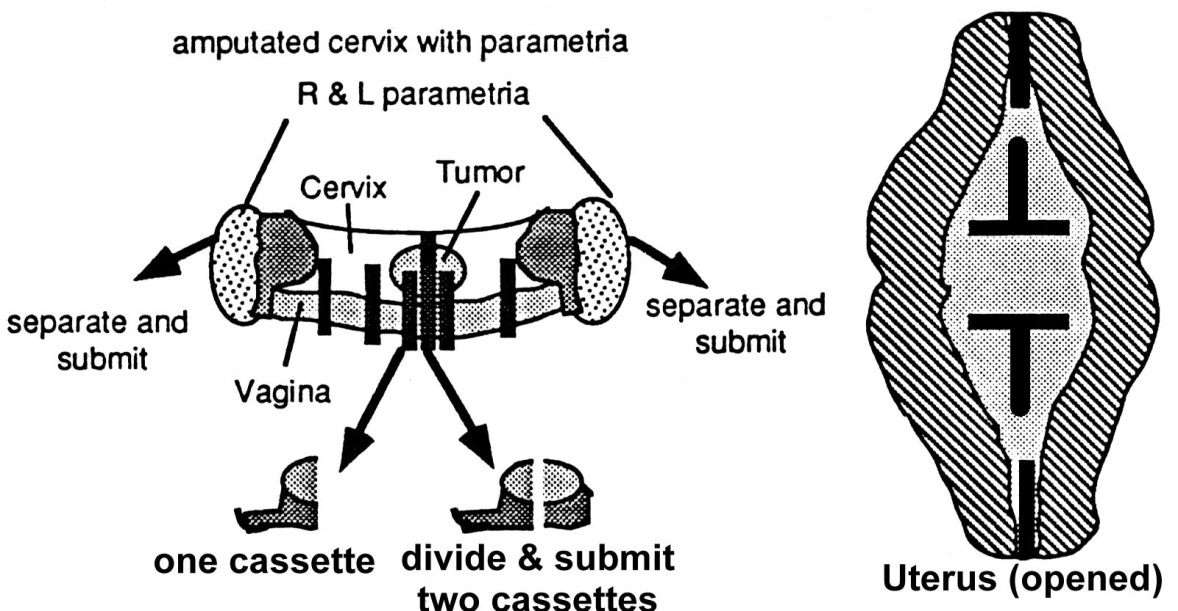 amputated cervix with parametria
R & L parametria
Cervix
Tumor
separate and
submit
separate and
submit
Vagina
one cassette
divide & submit
two cassettes
Uterus (opened)